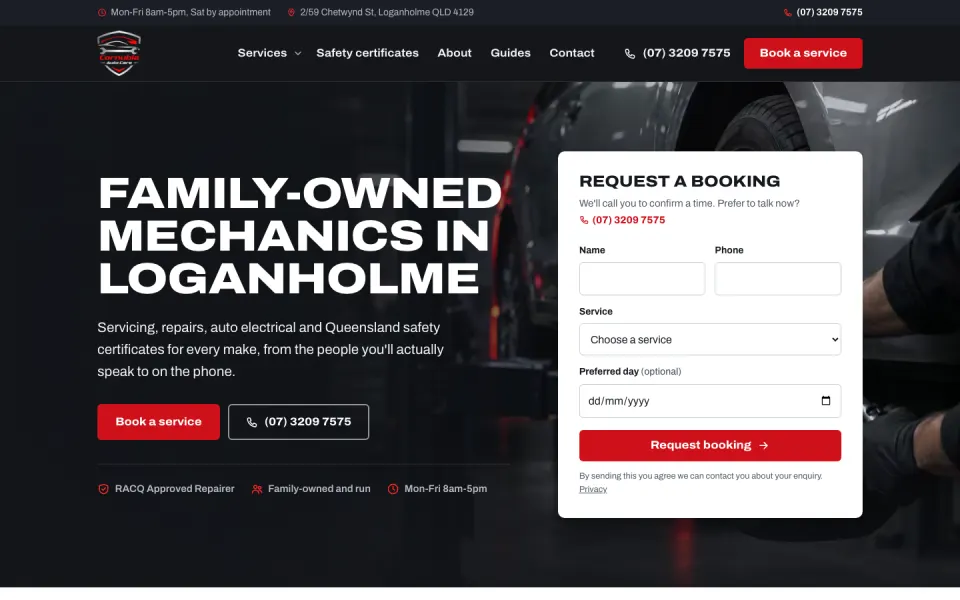 Mon-Fri 8am-5pm, Sat by appointment
2/59 Chetwynd St, Loganholme QLD 4129
(07) 3209 7575
Cornubia
Auto Care
Services
Safety certificates
About
Guides
Contact
(07) 3209 7575
Book a service
FAMILY-OWNED
MECHANICS IN
LOGANHOLME
Servicing, repairs, auto electrical and Queensland safety
certificates for every make, from the people you'll actually
speak to on the phone.
Book a service
(07) 3209 7575
RACQ Approved Repairer
Family-owned and run
Mon-Fri 8am-5pm
REQUEST A BOOKING
We'll call you to confirm a time. Prefer to talk now?
(07) 3209 7575
Name
Phone
Service
Choose a service
Preferred day (optional)
dd/mm/yyyy
Request booking →
By sending this you agree we can contact you about your enquiry.
Privacy